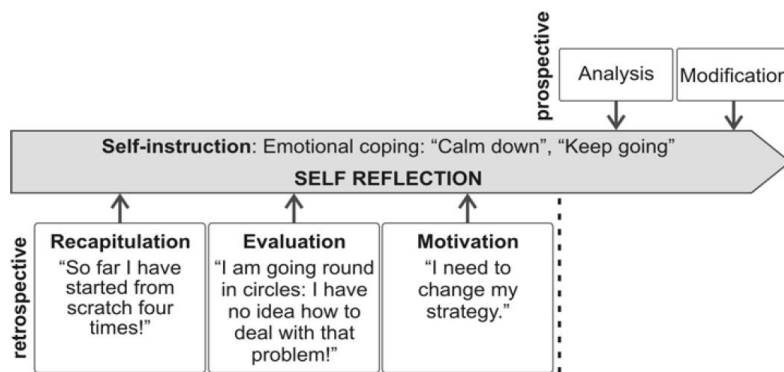 prospective
Analysis
Modification
Self-instruction: Emotional coping: “Calm down”, “Keep going”
SELF REFLECTION
retrospective
Recapitulation
“So far I have
started from
scratch four
times!”
Evaluation
“I am going round
in circles: I have
no idea how to
deal with that
problem!”
Motivation
“I need to
change my
strategy.”